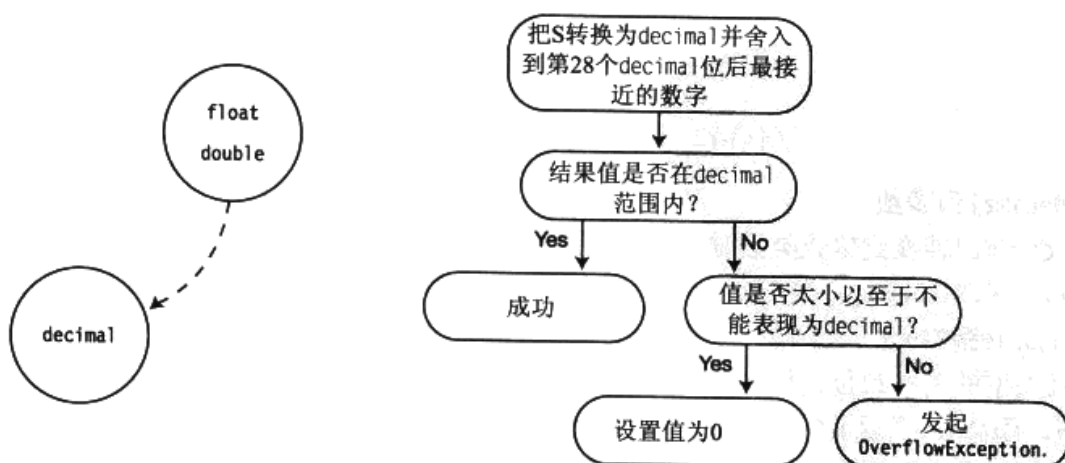 float
double
decimal
把S转换为decimal并舍入
到第28个decimal位后最接
近的数字
结果值是否在decimal
范围内？
Yes
No
成功
值是否太小以至于不
能表现为decimal？
Yes
No
设置值为0
发起
OverflowException.